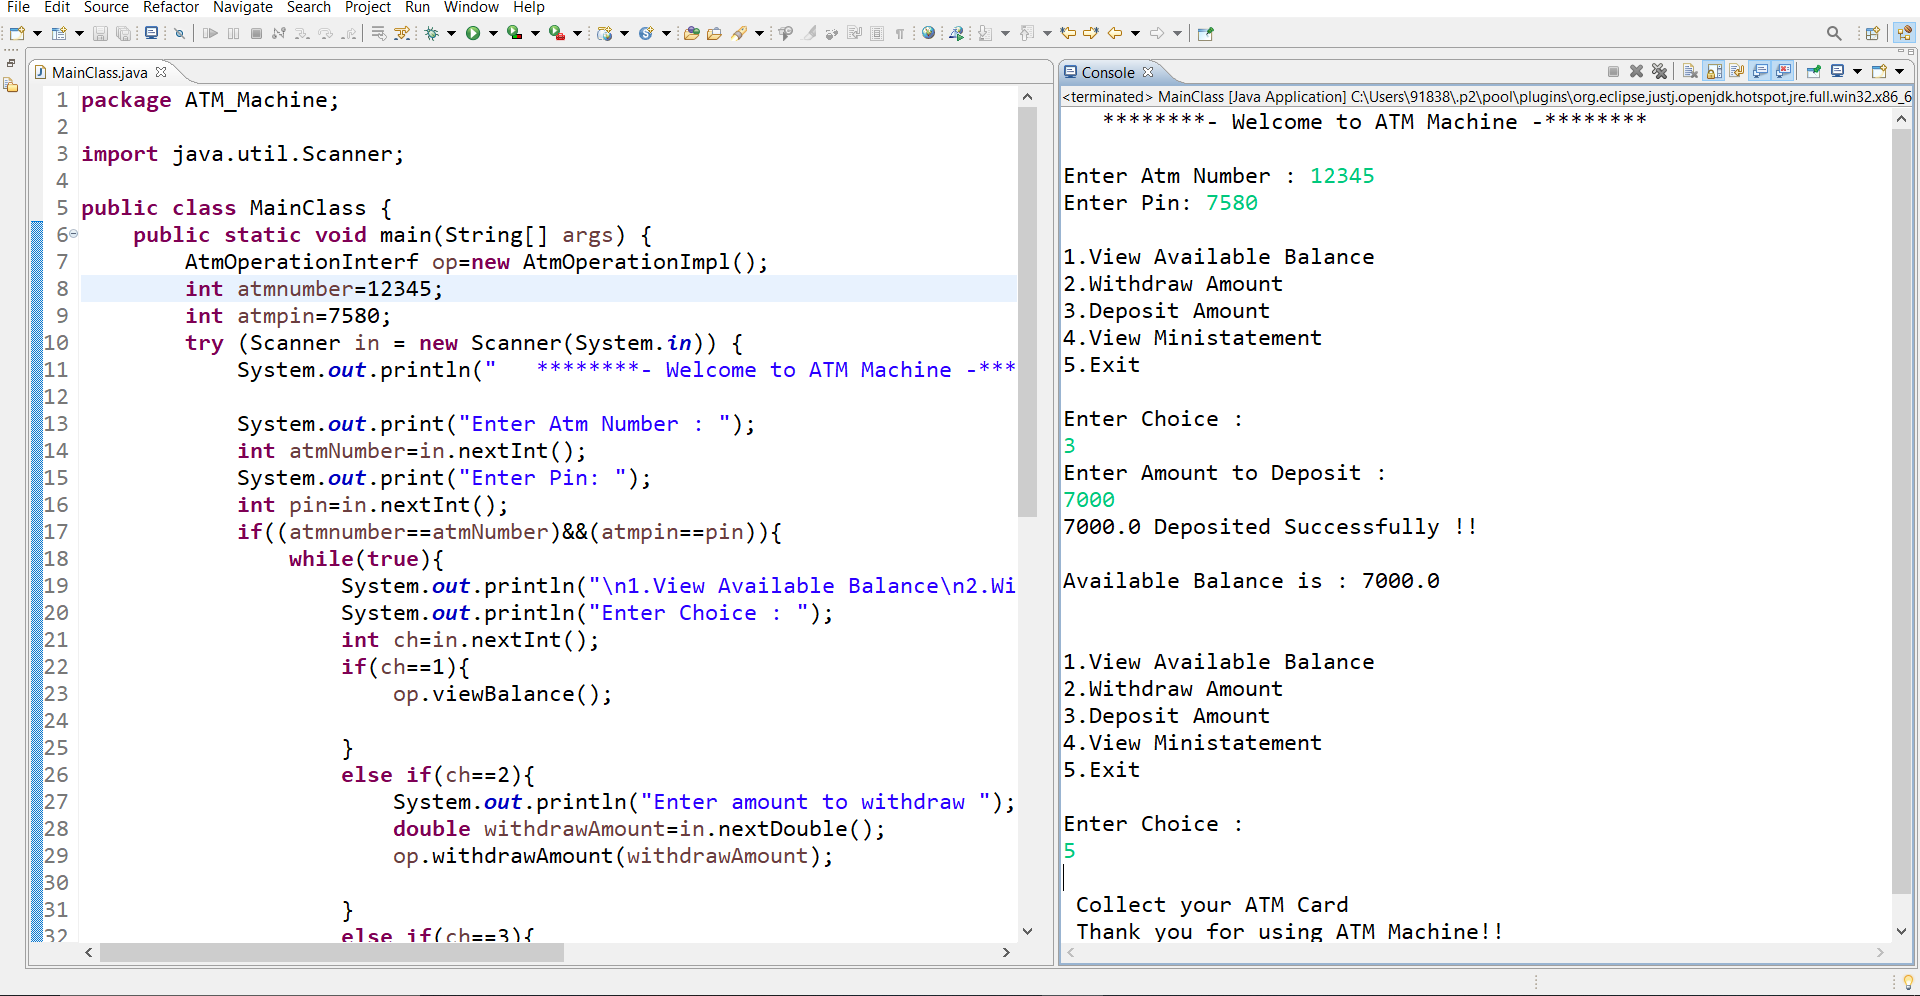 File Edit Source Refactor Navigate Search Project Run Window Help
MainClass.java
1 package ATM_Machine;
2
3 import java.util.Scanner;
4
5 public class MainClass {
6 public static void main(String[] args) {
7 AtmOperationInterf op=new AtmOperationImpl();
8 int atmnumber=12345;
9 int atmpin=7580;
10 try (Scanner in = new Scanner(System.in)) {
11 System.out.println("   ********- Welcome to ATM Machine -***
12
13 System.out.print("Enter Atm Number : ");
14 int atmNumber=in.nextInt();
15 System.out.print("Enter Pin: ");
16 int pin=in.nextInt();
17 if((atmnumber==atmNumber)&&(atmpin==pin)){
18 while(true){
19 System.out.println("\n1.View Available Balance\n2.Wi
20 System.out.println("Enter Choice : ");
21 int ch=in.nextInt();
22 if(ch==1){
23 op.viewBalance();
24
25 }
26 else if(ch==2){
27 System.out.println("Enter amount to withdraw ");
28 double withdrawAmount=in.nextDouble();
29 op.withdrawAmount(withdrawAmount);
30
31 }
32 else if(ch==3){
Console
<terminated> MainClass [Java Application] C:\Users\91838\.p2\pool\plugins\org.eclipse.justj.openjdk.hotspot.jre.full.win32.x86_6
********- Welcome to ATM Machine -********
Enter Atm Number : 12345
Enter Pin: 7580
1.View Available Balance
2.Withdraw Amount
3.Deposit Amount
4.View Ministatement
5.Exit
Enter Choice :
3
Enter Amount to Deposit :
7000
7000.0 Deposited Successfully !!
Available Balance is : 7000.0
1.View Available Balance
2.Withdraw Amount
3.Deposit Amount
4.View Ministatement
5.Exit
Enter Choice :
5
Collect your ATM Card
Thank you for using ATM Machine!!